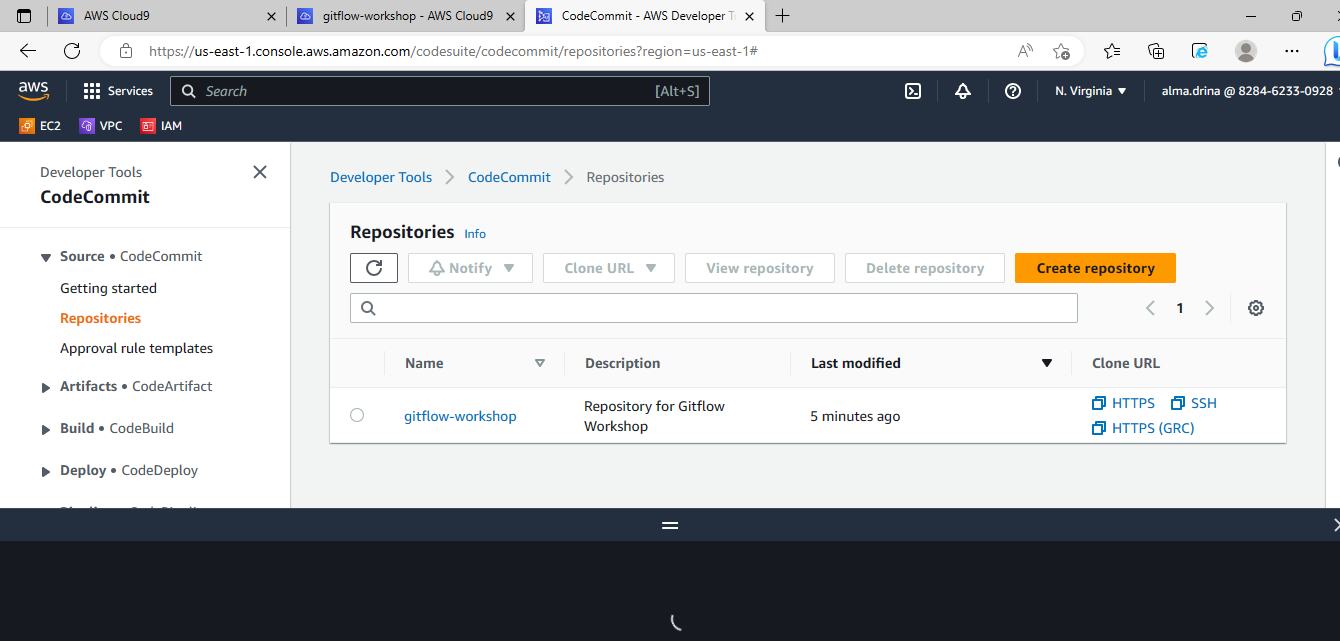 AWS Cloud9
gitflow-workshop - AWS Cloud9
CodeCommit - AWS Developer T
https://us-east-1.console.aws.amazon.com/codesuite/codecommit/repositories?region=us-east-1#
aws
Services
Search
[Alt+S]
N. Virginia
alma.drina @ 8284-6233-0928
EC2
VPC
IAM
Developer Tools
CodeCommit
Source • CodeCommit
Getting started
Repositories
Approval rule templates
Artifacts • CodeArtifact
Build • CodeBuild
Deploy • CodeDeploy
Developer Tools
CodeCommit
Repositories
Repositories Info
Notify
Clone URL
View repository
Delete repository
Create repository
1
Name
Description
Last modified
Clone URL
gitflow-workshop
Repository for Gitflow
Workshop
5 minutes ago
HTTPS
SSH
HTTPS (GRC)